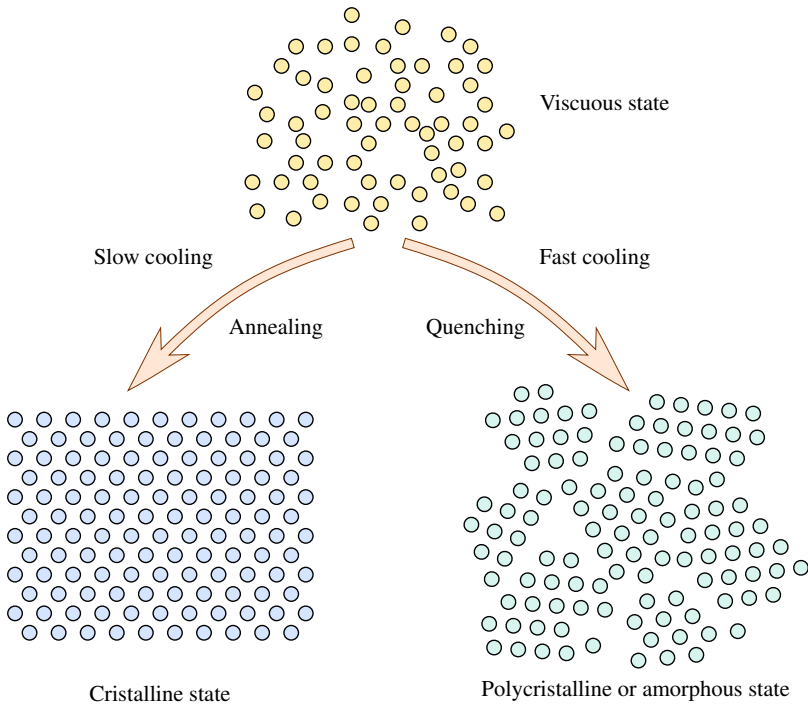 Viscuous state
Slow cooling
Fast cooling
Annealing
Quenching
Cristalline state
Polycristalline or amorphous state